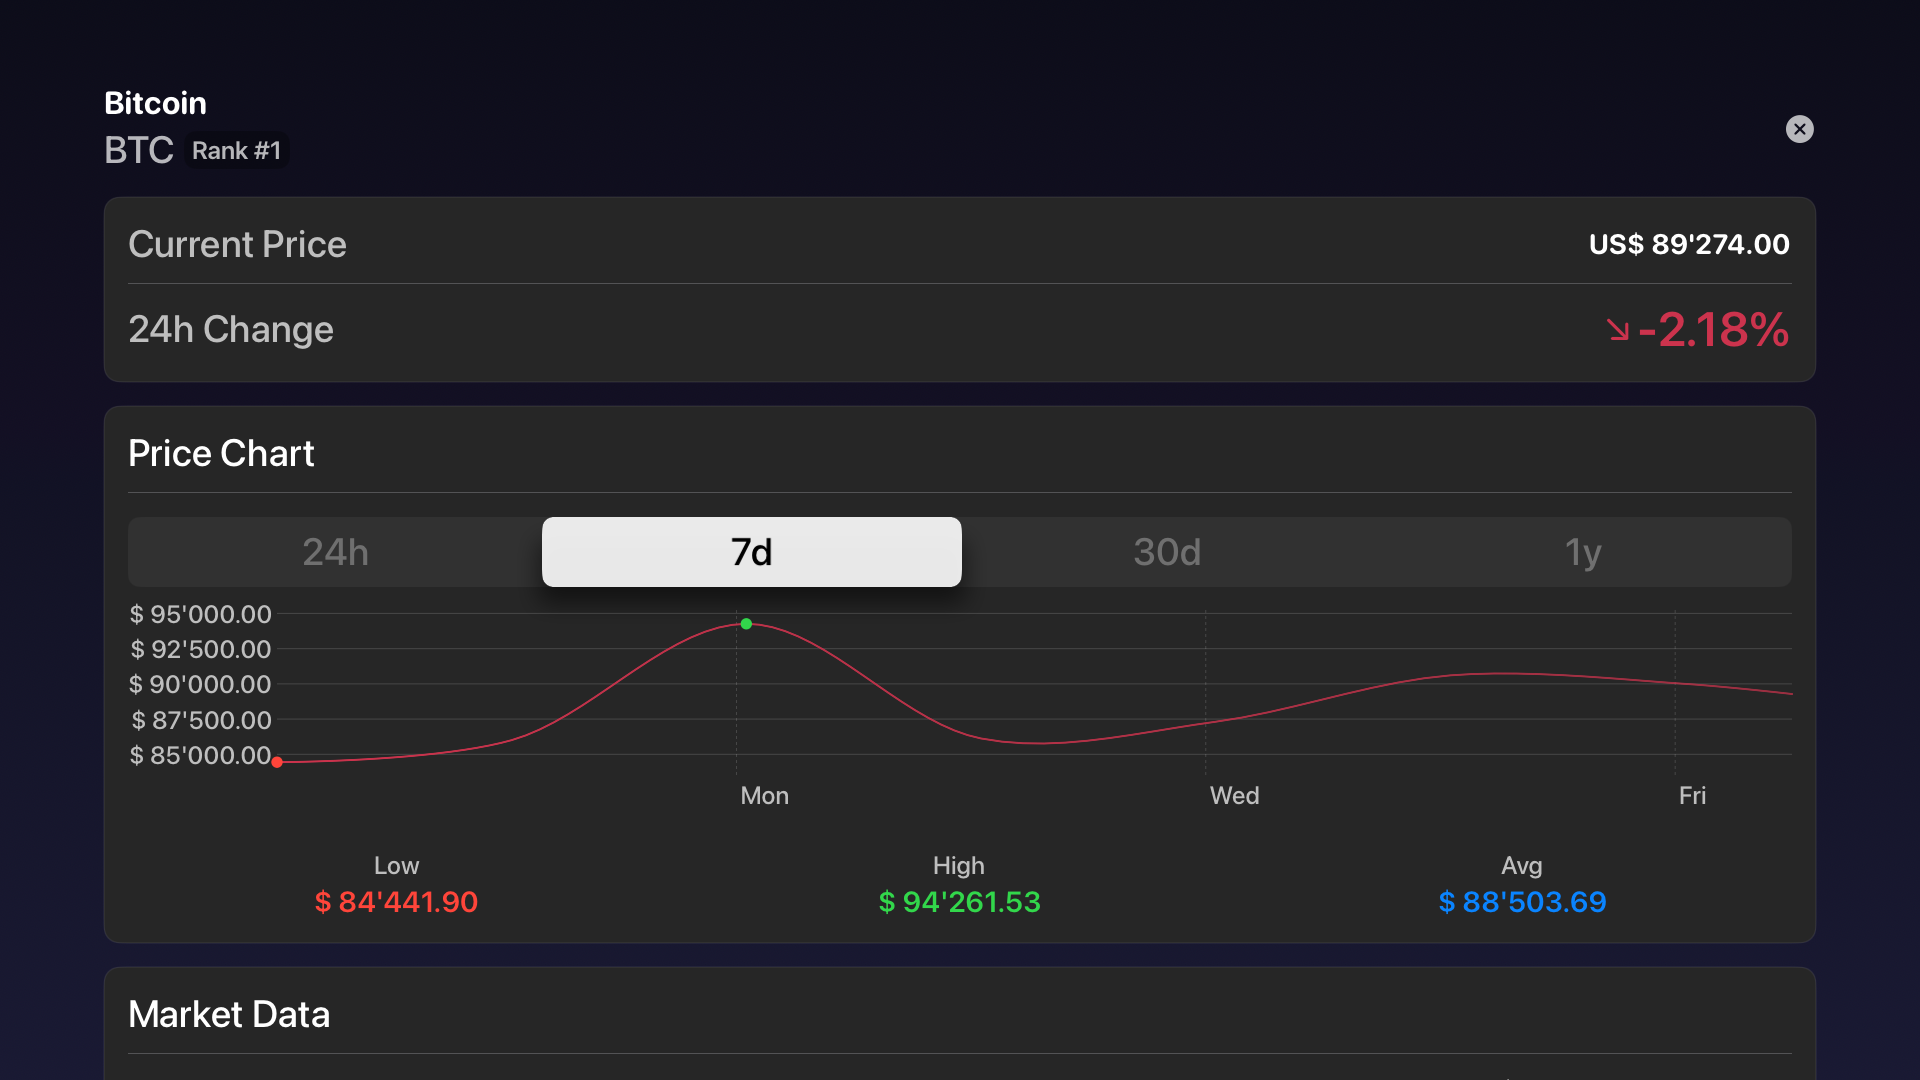 Bitcoin
BTC Rank #1
Current Price US$ 89'274.00
24h Change -2.18%
Price Chart
24h 7d 30d 1y
$ 95'000.00
$ 92'500.00
$ 90'000.00
$ 87'500.00
$ 85'000.00
Mon Wed Fri
Low High Avg
$ 84'441.90 $ 94'261.53 $ 88'503.69
Market Data